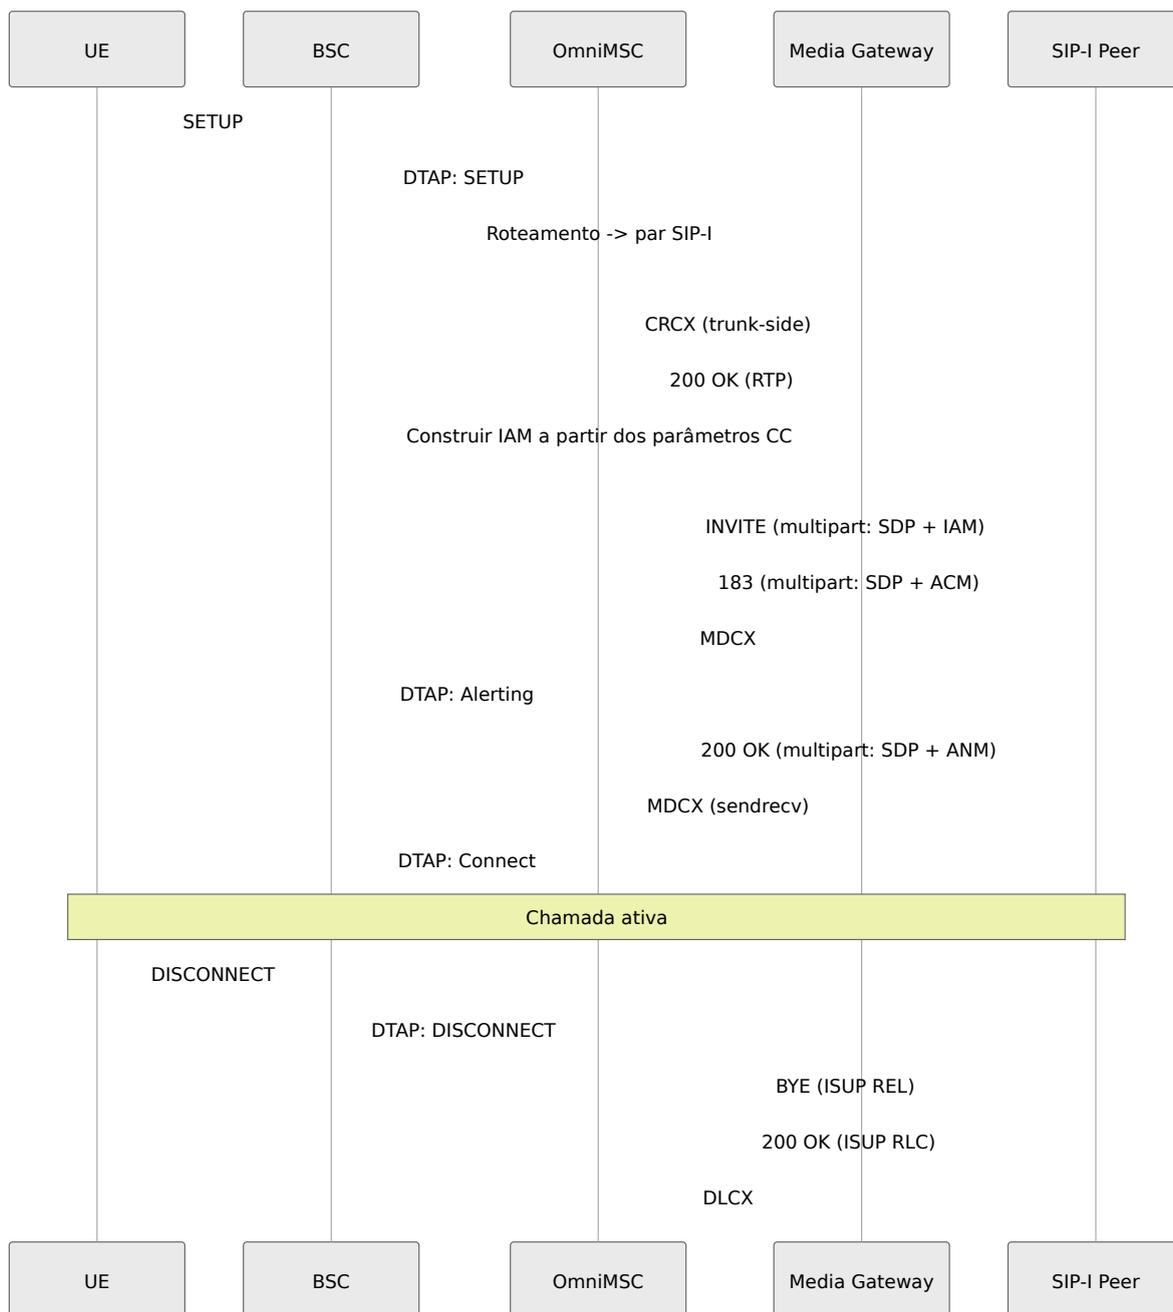 UE
BSC
OmniMSC
Media Gateway
SIP-I Peer
SETUP
DTAP: SETUP
Roteamento -> par SIP-I
CRCX (trunk-side)
200 OK (RTP)
Construir IAM a partir dos parâmetros CC
INVITE (multipart: SDP + IAM)
183 (multipart: SDP + ACM)
MDCX
DTAP: Alerting
200 OK (multipart: SDP + ANM)
MDCX (sendrecv)
DTAP: Connect
Chamada ativa
DISCONNECT
DTAP: DISCONNECT
BYE (ISUP REL)
200 OK (ISUP RLC)
DLCX
UE
BSC
OmniMSC
Media Gateway
SIP-I Peer